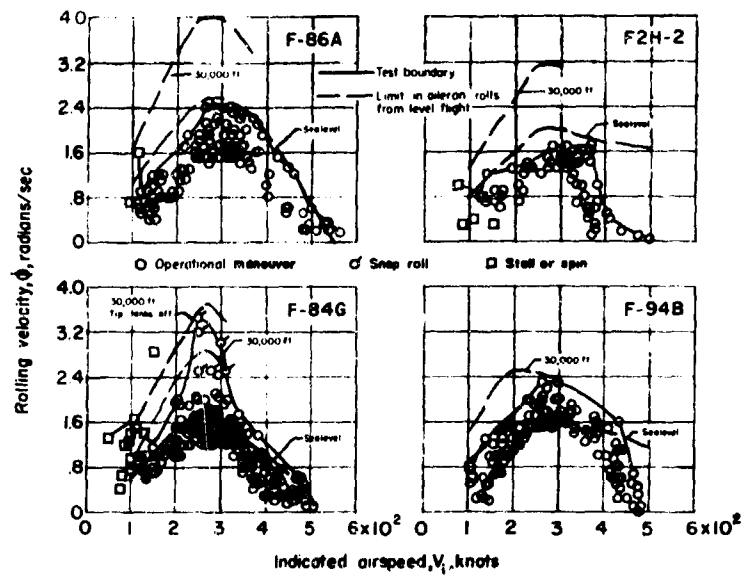 4.0
3.2
2.4
1.6
.8
0
F-86A
30,000 ft
Sea level
F2H-2
30,000 ft
Sea level
Test boundary
Limit in aileron rolls
from level flight
Operational maneuver
Snap roll
Stall or spin
4.0
3.2
2.4
1.6
.8
0
F-84G
30,000 ft
Tip tanks off
30,000 ft
Sea level
F-94B
30,000 ft
Sea level
0 1 2 3 4 5 6×10²
0 1 2 3 4 5 6×10²
Rolling velocity, φ̇, radians/sec
Indicated airspeed, Vi, knots